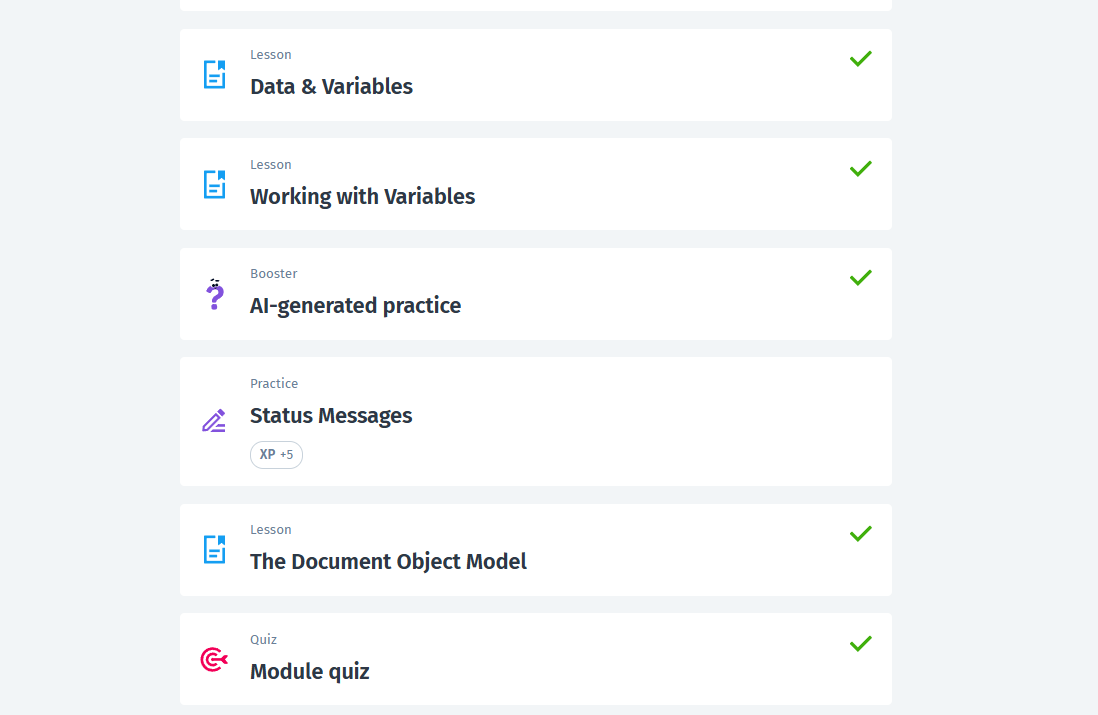 Lesson
Data & Variables
Lesson
Working with Variables
Booster
AI-generated practice
Practice
Status Messages
XP +5
Lesson
The Document Object Model
Quiz
Module quiz